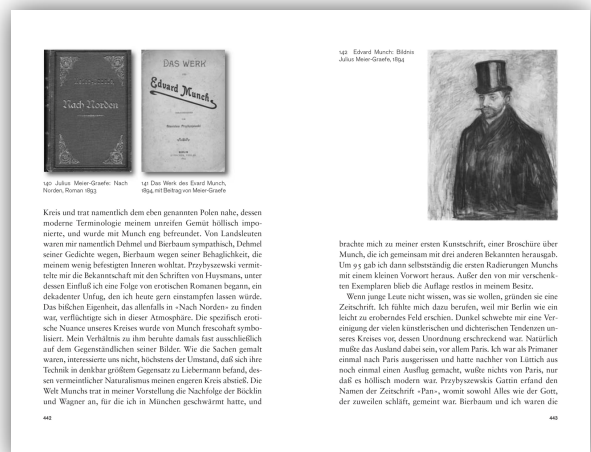 Julius Meier-Graefe
Nach Norden
DAS WERK
Edvard Munch
140 Julius Meier-Graefe: Nach
Norden, Roman 1893
141 Das Werk des Evard Munch,
1894, mit Beitrag von Meier-Graefe
Kreis und trat namentlich dem eben genannten Polen nahe, dessen
moderne Terminologie meinem unreifen Gemüt höllisch impo-
nierte, und wurde mit Munch eng befreundet. Von Landsleuten
waren mir namentlich Dehmel und Bierbaum sympathisch, Dehmel
seiner Gedichte wegen, Bierbaum wegen seiner Behaglichkeit, die
meinem wenig befestigten Inneren wohltat. Przybyszewski vermit-
telte mir die Bekanntschaft mit den Schriften von Huysmans, unter
dessen Einfluß ich eine Folge von erotischen Romanen begann, ein
dekadenter Unfug, den ich heute gern einstampfen lassen würde.
Das bißchen Eigenheit, das allenfalls in »Nach Norden« zu finden
war, verflüchtigte sich in dieser Atmosphäre. Die spezifisch eroti-
sche Nuance unseres Kreises wurde von Munch freskohaft symbo-
lisiert. Mein Verhältnis zu ihm beruhte damals fast ausschließlich
auf dem Gegenständlichen seiner Bilder. Wie die Sachen gemalt
waren, interessierte uns nicht, höchstens der Umstand, daß sich ihre
Technik in denkbar größtem Gegensatz zu Liebermann befand, des-
sen vermeintlicher Naturalismus meinen engeren Kreis abstieß. Die
Welt Munchs trat in meiner Vorstellung die Nachfolge der Böcklin
und Wagner an, für die ich in München geschwärmt hatte, und
442
142 Edvard Munch: Bildnis
Julius Meier-Graefe, 1894
brachte mich zu meiner ersten Kunstschrift, einer Broschüre über
Munch, die ich gemeinsam mit drei anderen Bekannten herausgab.
Um 95 gab ich dann selbstständig die ersten Radierungen Munchs
mit einem kleinen Vorwort heraus. Außer den von mir verschenk-
ten Exemplaren blieb die Auflage restlos in meinem Besitz.
Wenn junge Leute nicht wissen, was sie wollen, gründen sie eine
Zeitschrift. Ich fühlte mich dazu berufen, weil mir Berlin wie ein
leicht zu eroberndes Feld erschien. Dunkel schwebte mir eine Ver-
einigung der vielen künstlerischen und dichterischen Tendenzen un-
seres Kreises vor, dessen Unordnung erschreckend war. Natürlich
mußte das Ausland dabei sein, vor allem Paris. Ich war als Primaner
einmal nach Paris ausgerissen und hatte nachher von Lüttich aus
noch einmal einen Ausflug gemacht, wußte nichts von Paris, nur
daß es höllisch modern war. Przybyszewskis Gattin erfand den
Namen der Zeitschrift »Pan«, womit sowohl Alles wie der Gott,
der zuweilen schläft, gemeint war. Bierbaum und ich waren die
443